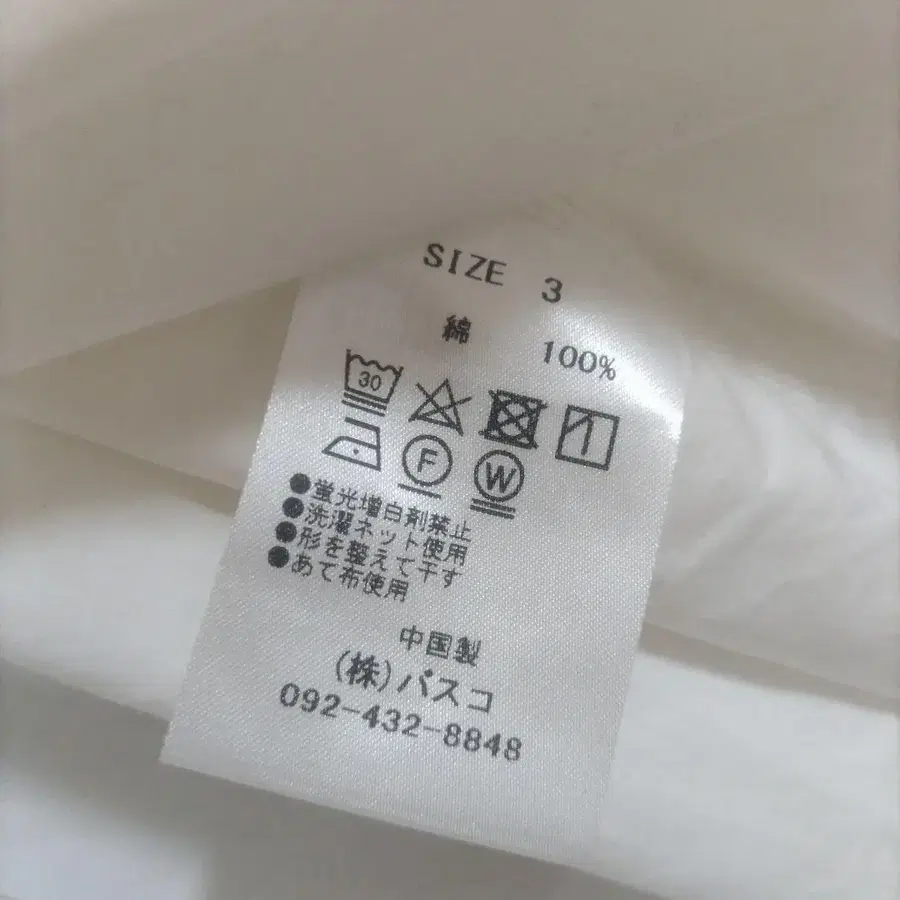 SIZE 3
綿 100%
30
F W
●蛍光増白剤禁止
●洗濯ネット使用
●形を整えて干す
●あて布使用
中国製
(株)パスコ
092-432-8848